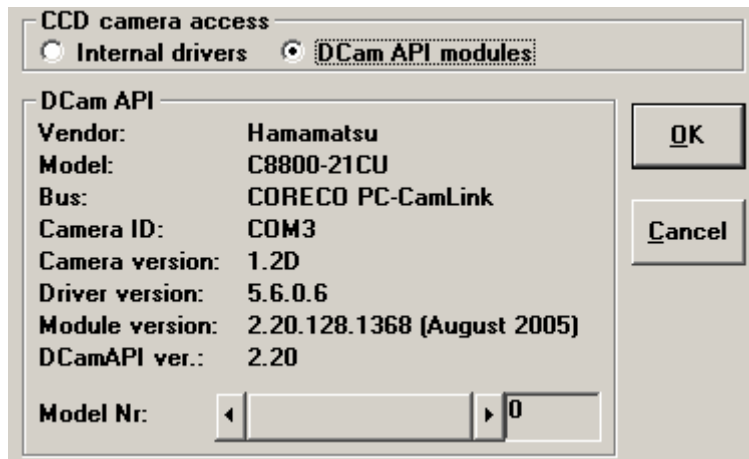 CCD camera access
Internal drivers DCam API modules
DCam API
Vendor: Hamamatsu
Model: C8800-21CU
Bus: CORECO PC-CamLink
Camera ID: COM3
Camera version: 1.2D
Driver version: 5.6.0.6
Module version: 2.20.128.1368 (August 2005)
DCamAPI ver.: 2.20
Model Nr: 0
OK
Cancel